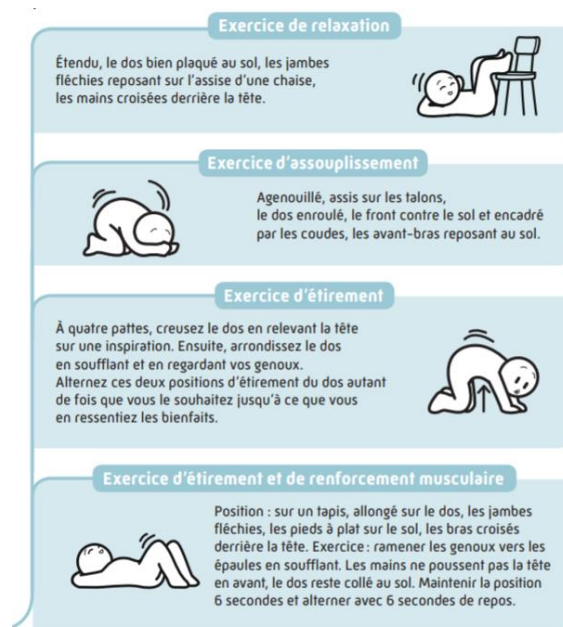 Exercice de relaxation
Étendu, le dos bien plaqué au sol, les jambes
fléchies reposant sur l'assise d'une chaise,
les mains croisées derrière la tête.
Exercice d'assouplissement
Agenouillé, assis sur les talons,
le dos enroulé, le front contre le sol et encadré
par les coudes, les avant-bras reposant au sol.
Exercice d'étirement
À quatre pattes, creusez le dos en relevant la tête
sur une inspiration. Ensuite, arrondissez le dos
en soufflant et en regardant vos genoux.
Alternez ces deux positions d'étirement du dos autant
de fois que vous le souhaitez jusqu'à ce que vous
en ressentiez les bienfaits.
Exercice d'étirement et de renforcement musculaire
Position : sur un tapis, allongé sur le dos, les jambes
fléchies, les pieds à plat sur le sol, les bras croisés
derrière la tête. Exercice : ramener les genoux vers les
épaules en soufflant. Les mains ne poussent pas la tête
en avant, le dos reste collé au sol. Maintenir la position
6 secondes et alterner avec 6 secondes de repos.